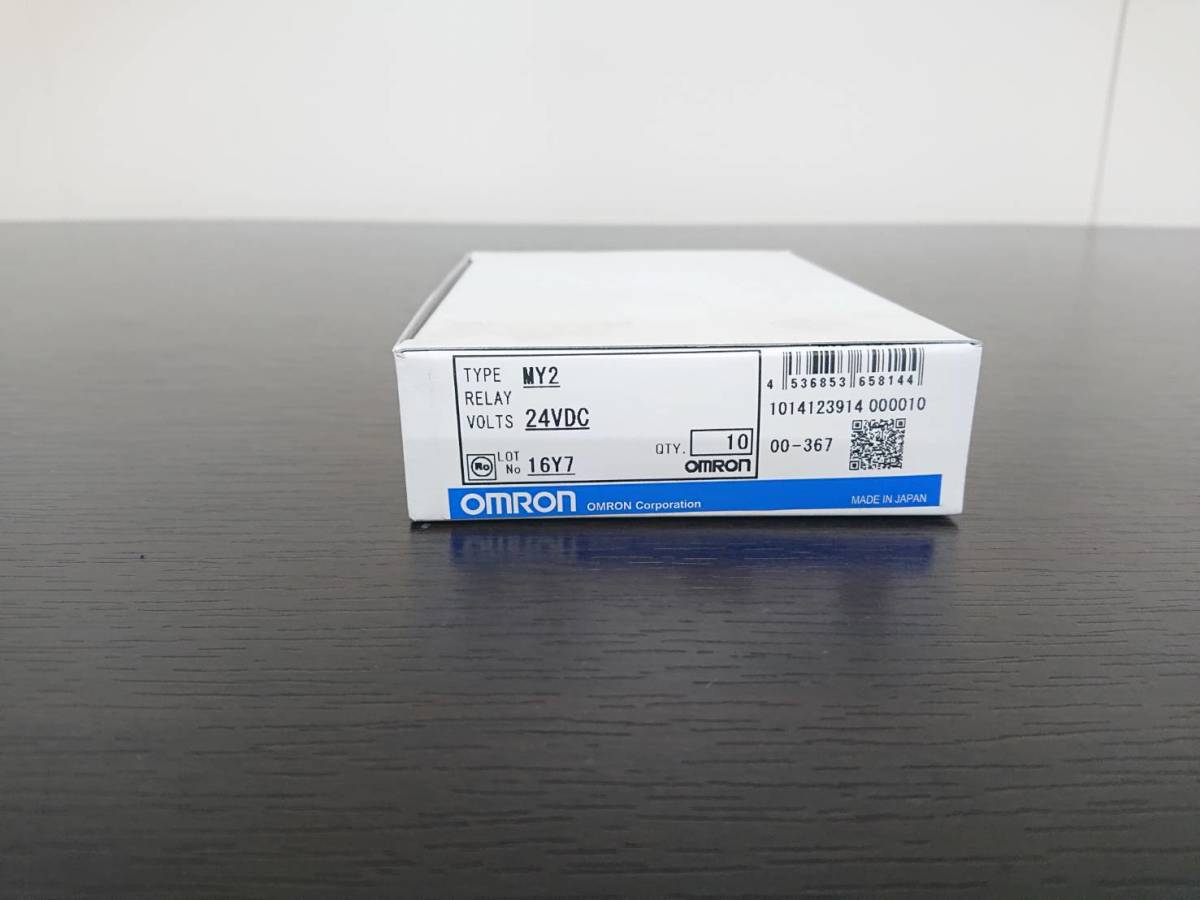 TYPE MY2
RELAY
VOLTS 24VDC
QTY. 10
Ro LOT No 16Y7
OMRON
4 536853 658144
1014123914 000010
00-367
OMRON OMRON Corporation MADE IN JAPAN